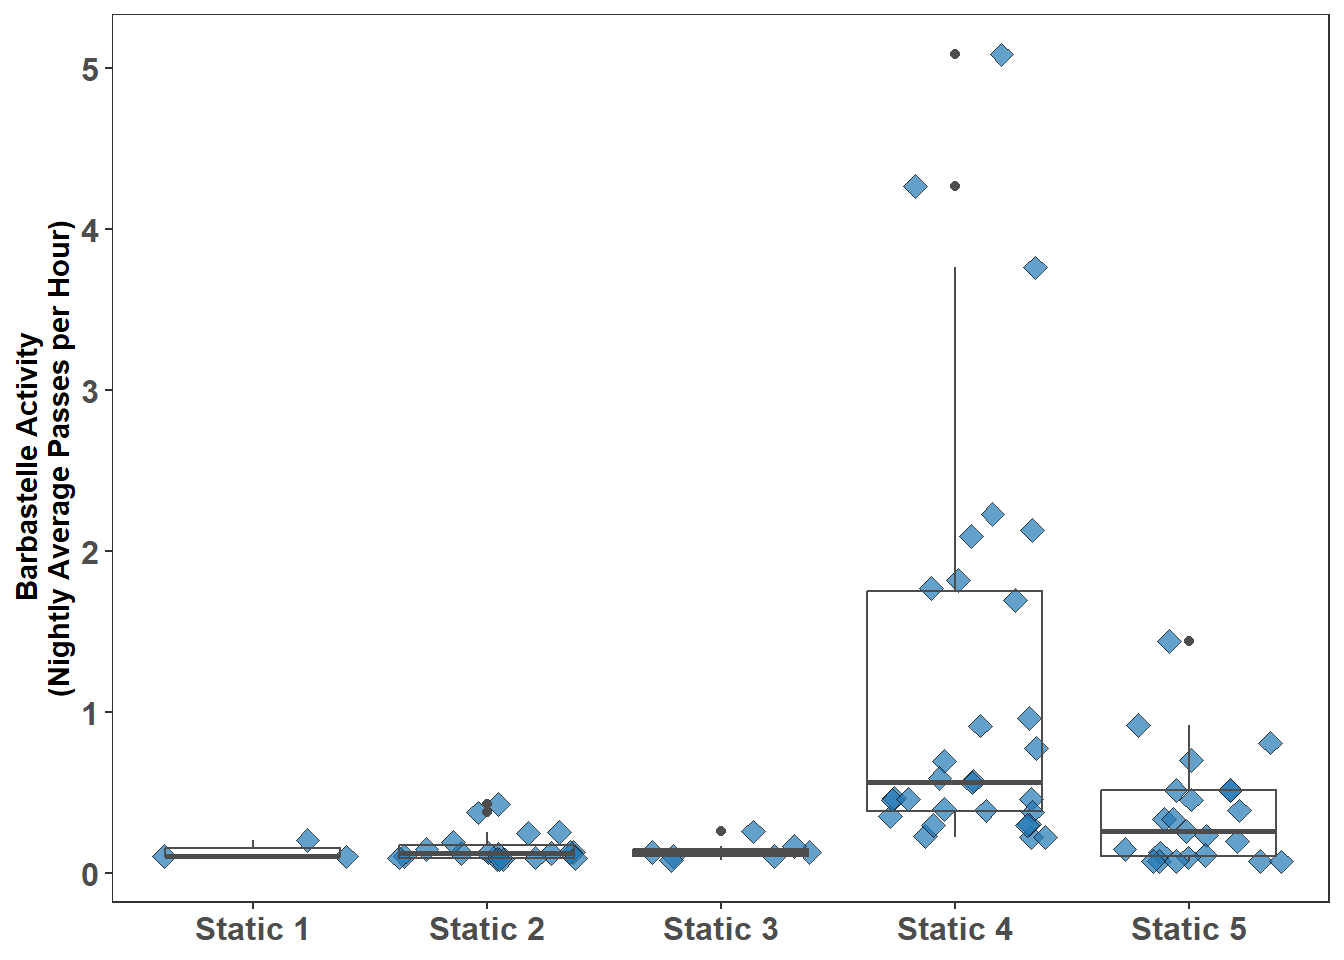 Barbastelle Activity
(Nightly Average Passes per Hour)
5
4
3
2
1
0
Static 1
Static 2
Static 3
Static 4
Static 5